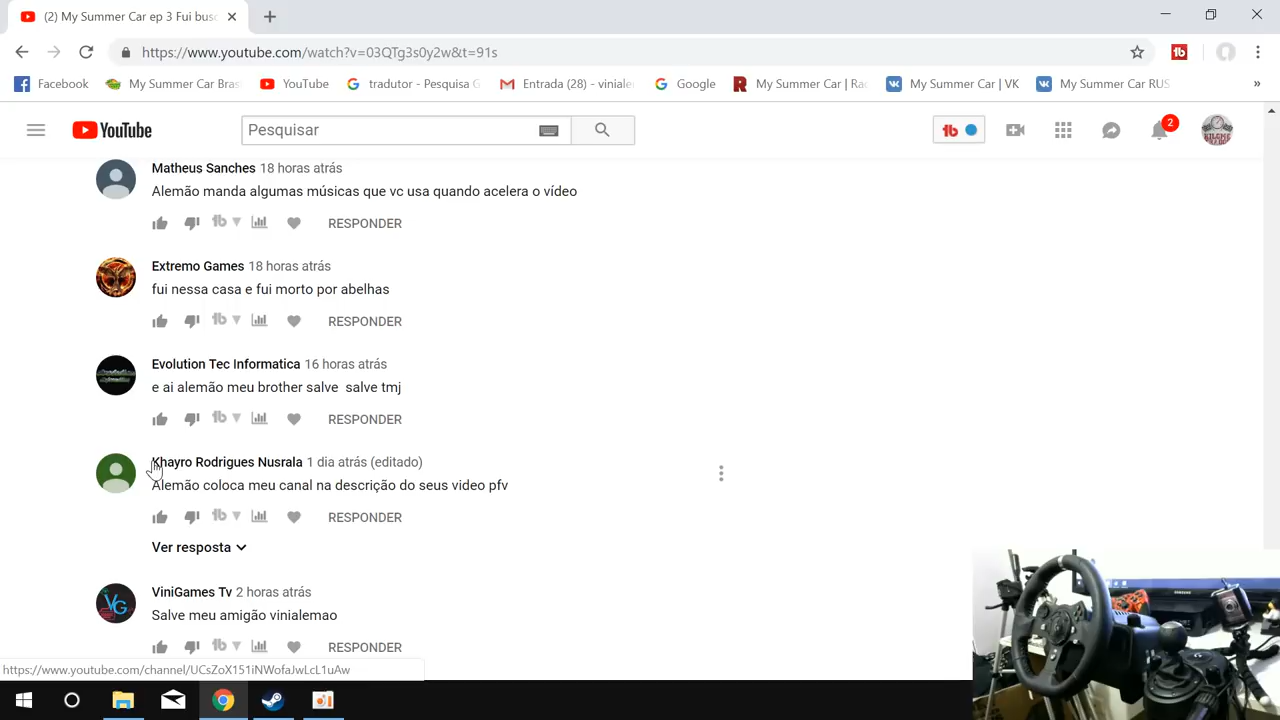 (2) My Summer Car ep 3 Fui busc
https://www.youtube.com/watch?v=03QTg3s0y2w&t=91s
Facebook
My Summer Car Bras
YouTube
tradutor - Pesquisa G
Entrada (28) - viniale
Google
My Summer Car | Ra
My Summer Car | VK
My Summer Car RUS
»
YouTube
Pesquisar
tb
2
Matheus Sanches 18 horas atrás
Alemão manda algumas músicas que vc usa quando acelera o vídeo
RESPONDER
Extremo Games 18 horas atrás
fui nessa casa e fui morto por abelhas
RESPONDER
Evolution Tec Informatica 16 horas atrás
e ai alemão meu brother salve salve tmj
RESPONDER
Khayro Rodrigues Nusrala 1 dia atrás (editado)
Alemão coloca meu canal na descrição do seus video pfv
RESPONDER
Ver resposta
ViniGames Tv 2 horas atrás
Salve meu amigão vinialemao
RESPONDER
https://www.youtube.com/channel/UCsZoX151iNWofaJwLcL1uAw
SAMSUNG